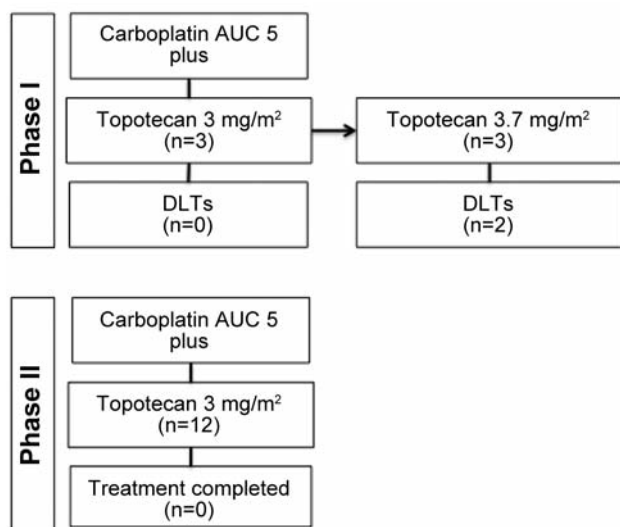 Phase I
Carboplatin AUC 5
plus
Topotecan 3 mg/m²
(n=3)
DLTs
(n=0)
Topotecan 3.7 mg/m²
(n=3)
DLTs
(n=2)
Phase II
Carboplatin AUC 5
plus
Topotecan 3 mg/m²
(n=12)
Treatment completed
(n=0)